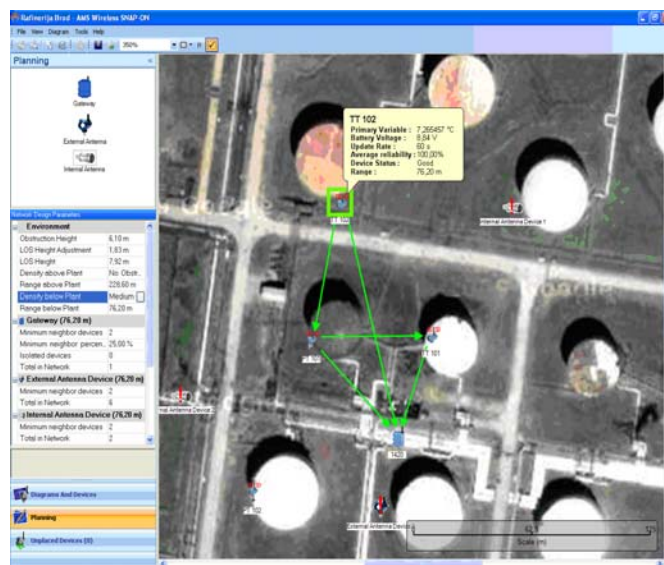 Rafinerija Brod - AMS Wireless SNAP-ON
File View Diagram Tools Help
350%
Planning
Gateway
External Antenna
Internal Antenna
Network Design Parameters
Environment
Obstruction Height 6,10 m
LOS Height Adjustment 1,83 m
LOS Height 7,92 m
Density above Plant No Obstr..
Range above Plant 228,60 m
Density below Plant Medium
Range below Plant 76,20 m
Gateway (76,20 m)
Minimum neighbor devices 2
Minimum neighbor percen.. 25,00 %
Isolated devices 0
Total in Network 1
External Antenna Device (76,20 m)
Minimum neighbor devices 2
Total in Network 6
Internal Antenna Device (76,20 m)
Minimum neighbor devices 2
Total in Network 2
Diagrams And Devices
Planning
Unplaced Devices (0)
TT 102
Primary Variable : 7,265457 °C
Battery Voltage : 8,84 V
Update Rate : 60 s
Average reliability : 100,00%
Device Status : Good
Range : 76,20 m
Internal Antenna Device 1
TT 101
1420
PT 102
External Antenna Device
Scale (m)